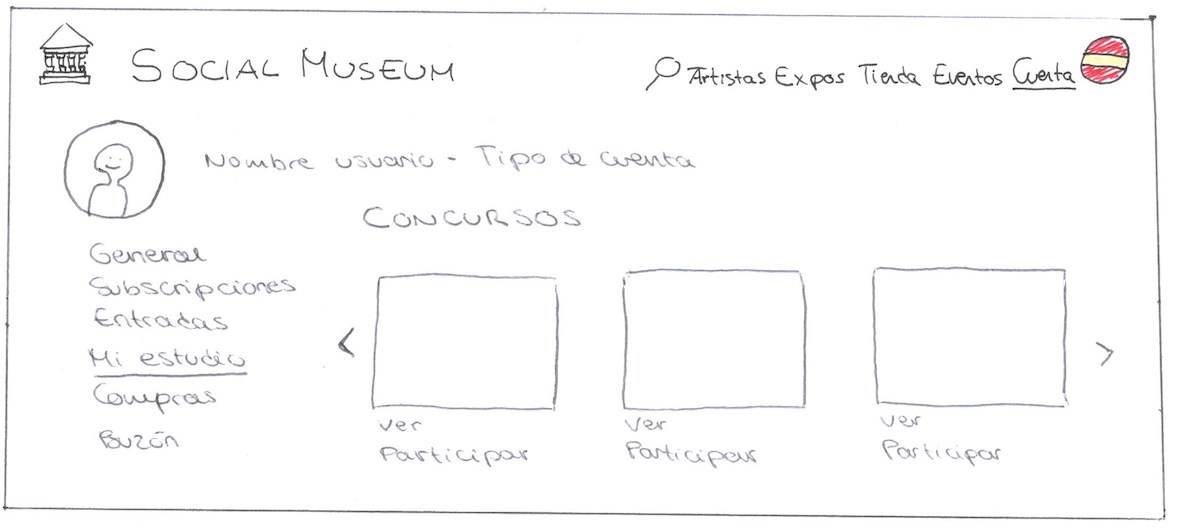 SOCIAL MUSEUM
Artistas Expos Tienda Eventos Cuenta
Nombre usuario - Tipo de cuenta
CONCURSOS
General
Subscripciones
Entradas
Mi estudio
Compras
Buzón
<
>
ver
Participar
ver
Participar
ver
Participar